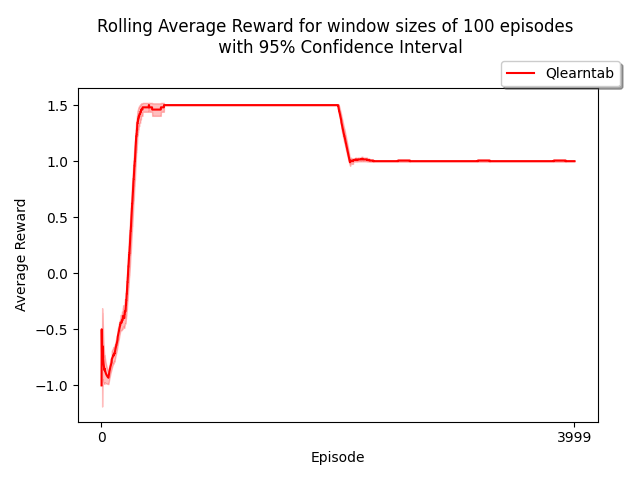 Rolling Average Reward for window sizes of 100 episodes
with 95% Confidence Interval
Qlearntab
1.5
1.0
0.5
0.0
−0.5
−1.0
Average Reward
0
3999
Episode